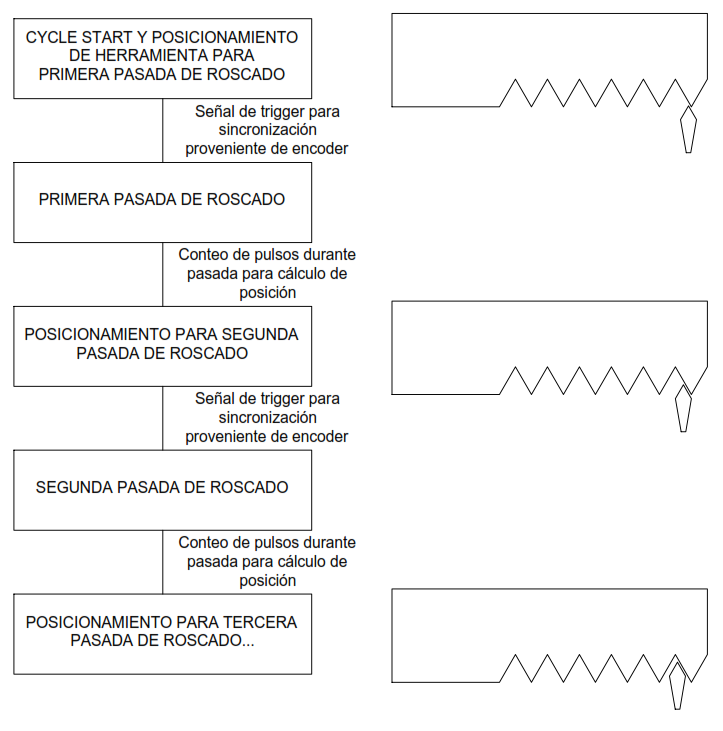 CYCLE START Y POSICIONAMIENTO
DE HERRAMIENTA PARA
PRIMERA PASADA DE ROSCADO
Señal de trigger para
sincronización
proveniente de encoder
PRIMERA PASADA DE ROSCADO
Conteo de pulsos durante
pasada para cálculo de
posición
POSICIONAMIENTO PARA SEGUNDA
PASADA DE ROSCADO
Señal de trigger para
sincronización
proveniente de encoder
SEGUNDA PASADA DE ROSCADO
Conteo de pulsos durante
pasada para cálculo de
posición
POSICIONAMIENTO PARA TERCERA
PASADA DE ROSCADO...